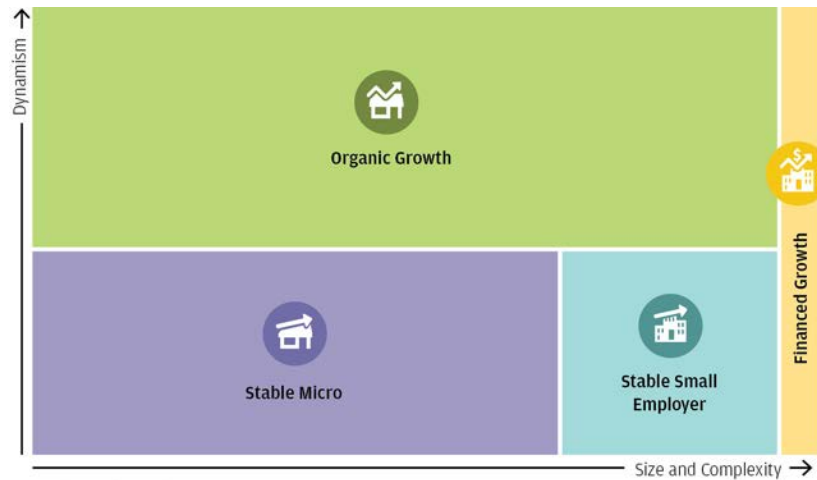 Dynamism
Organic Growth
$
Financed Growth
Stable Micro
Stable Small
Employer
Size and Complexity